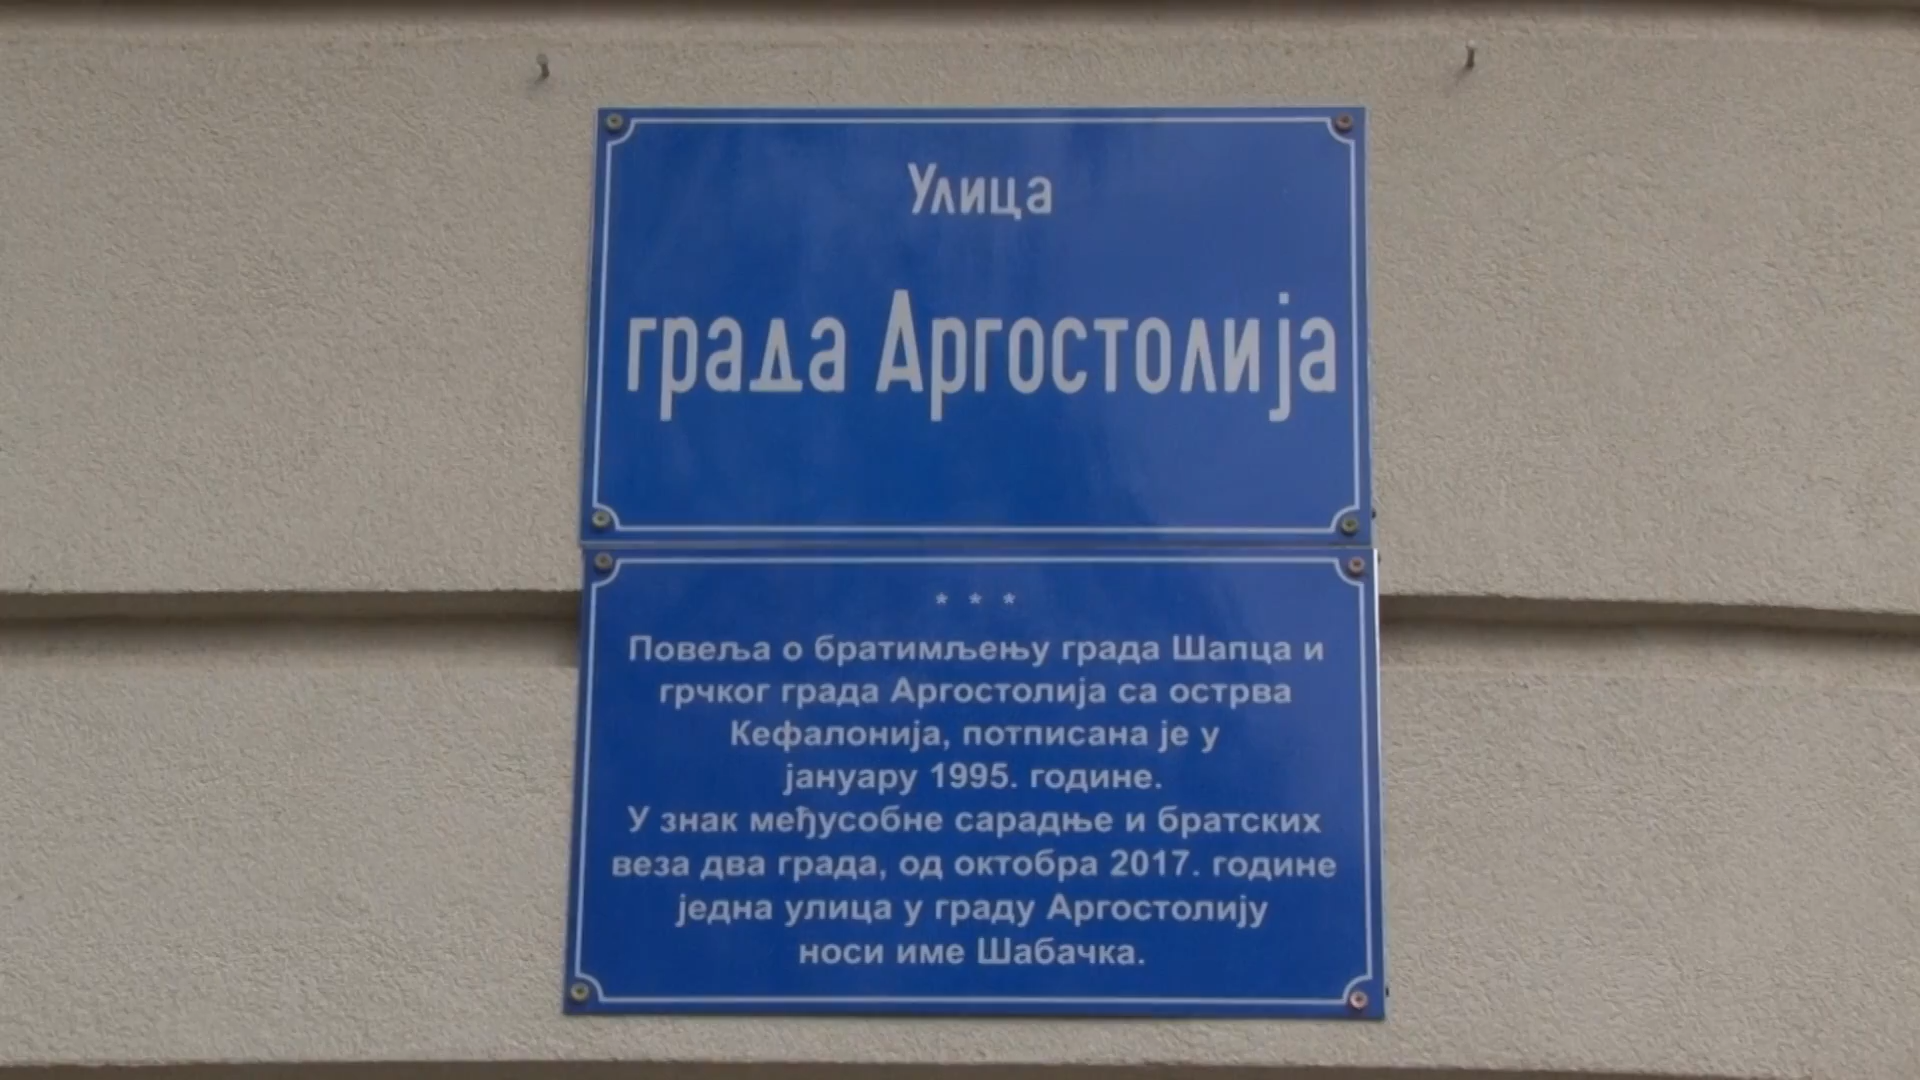 Улица
града Аргостолија
* * *
Повеља о братимљењу града Шапца и
грчког града Аргостолија са острва
Кефалонија, потписана је у
јануару 1995. године.
У знак међусобне сарадње и братских
веза два града, од октобра 2017. године
једна улица у граду Аргостолију
носи име Шабачка.